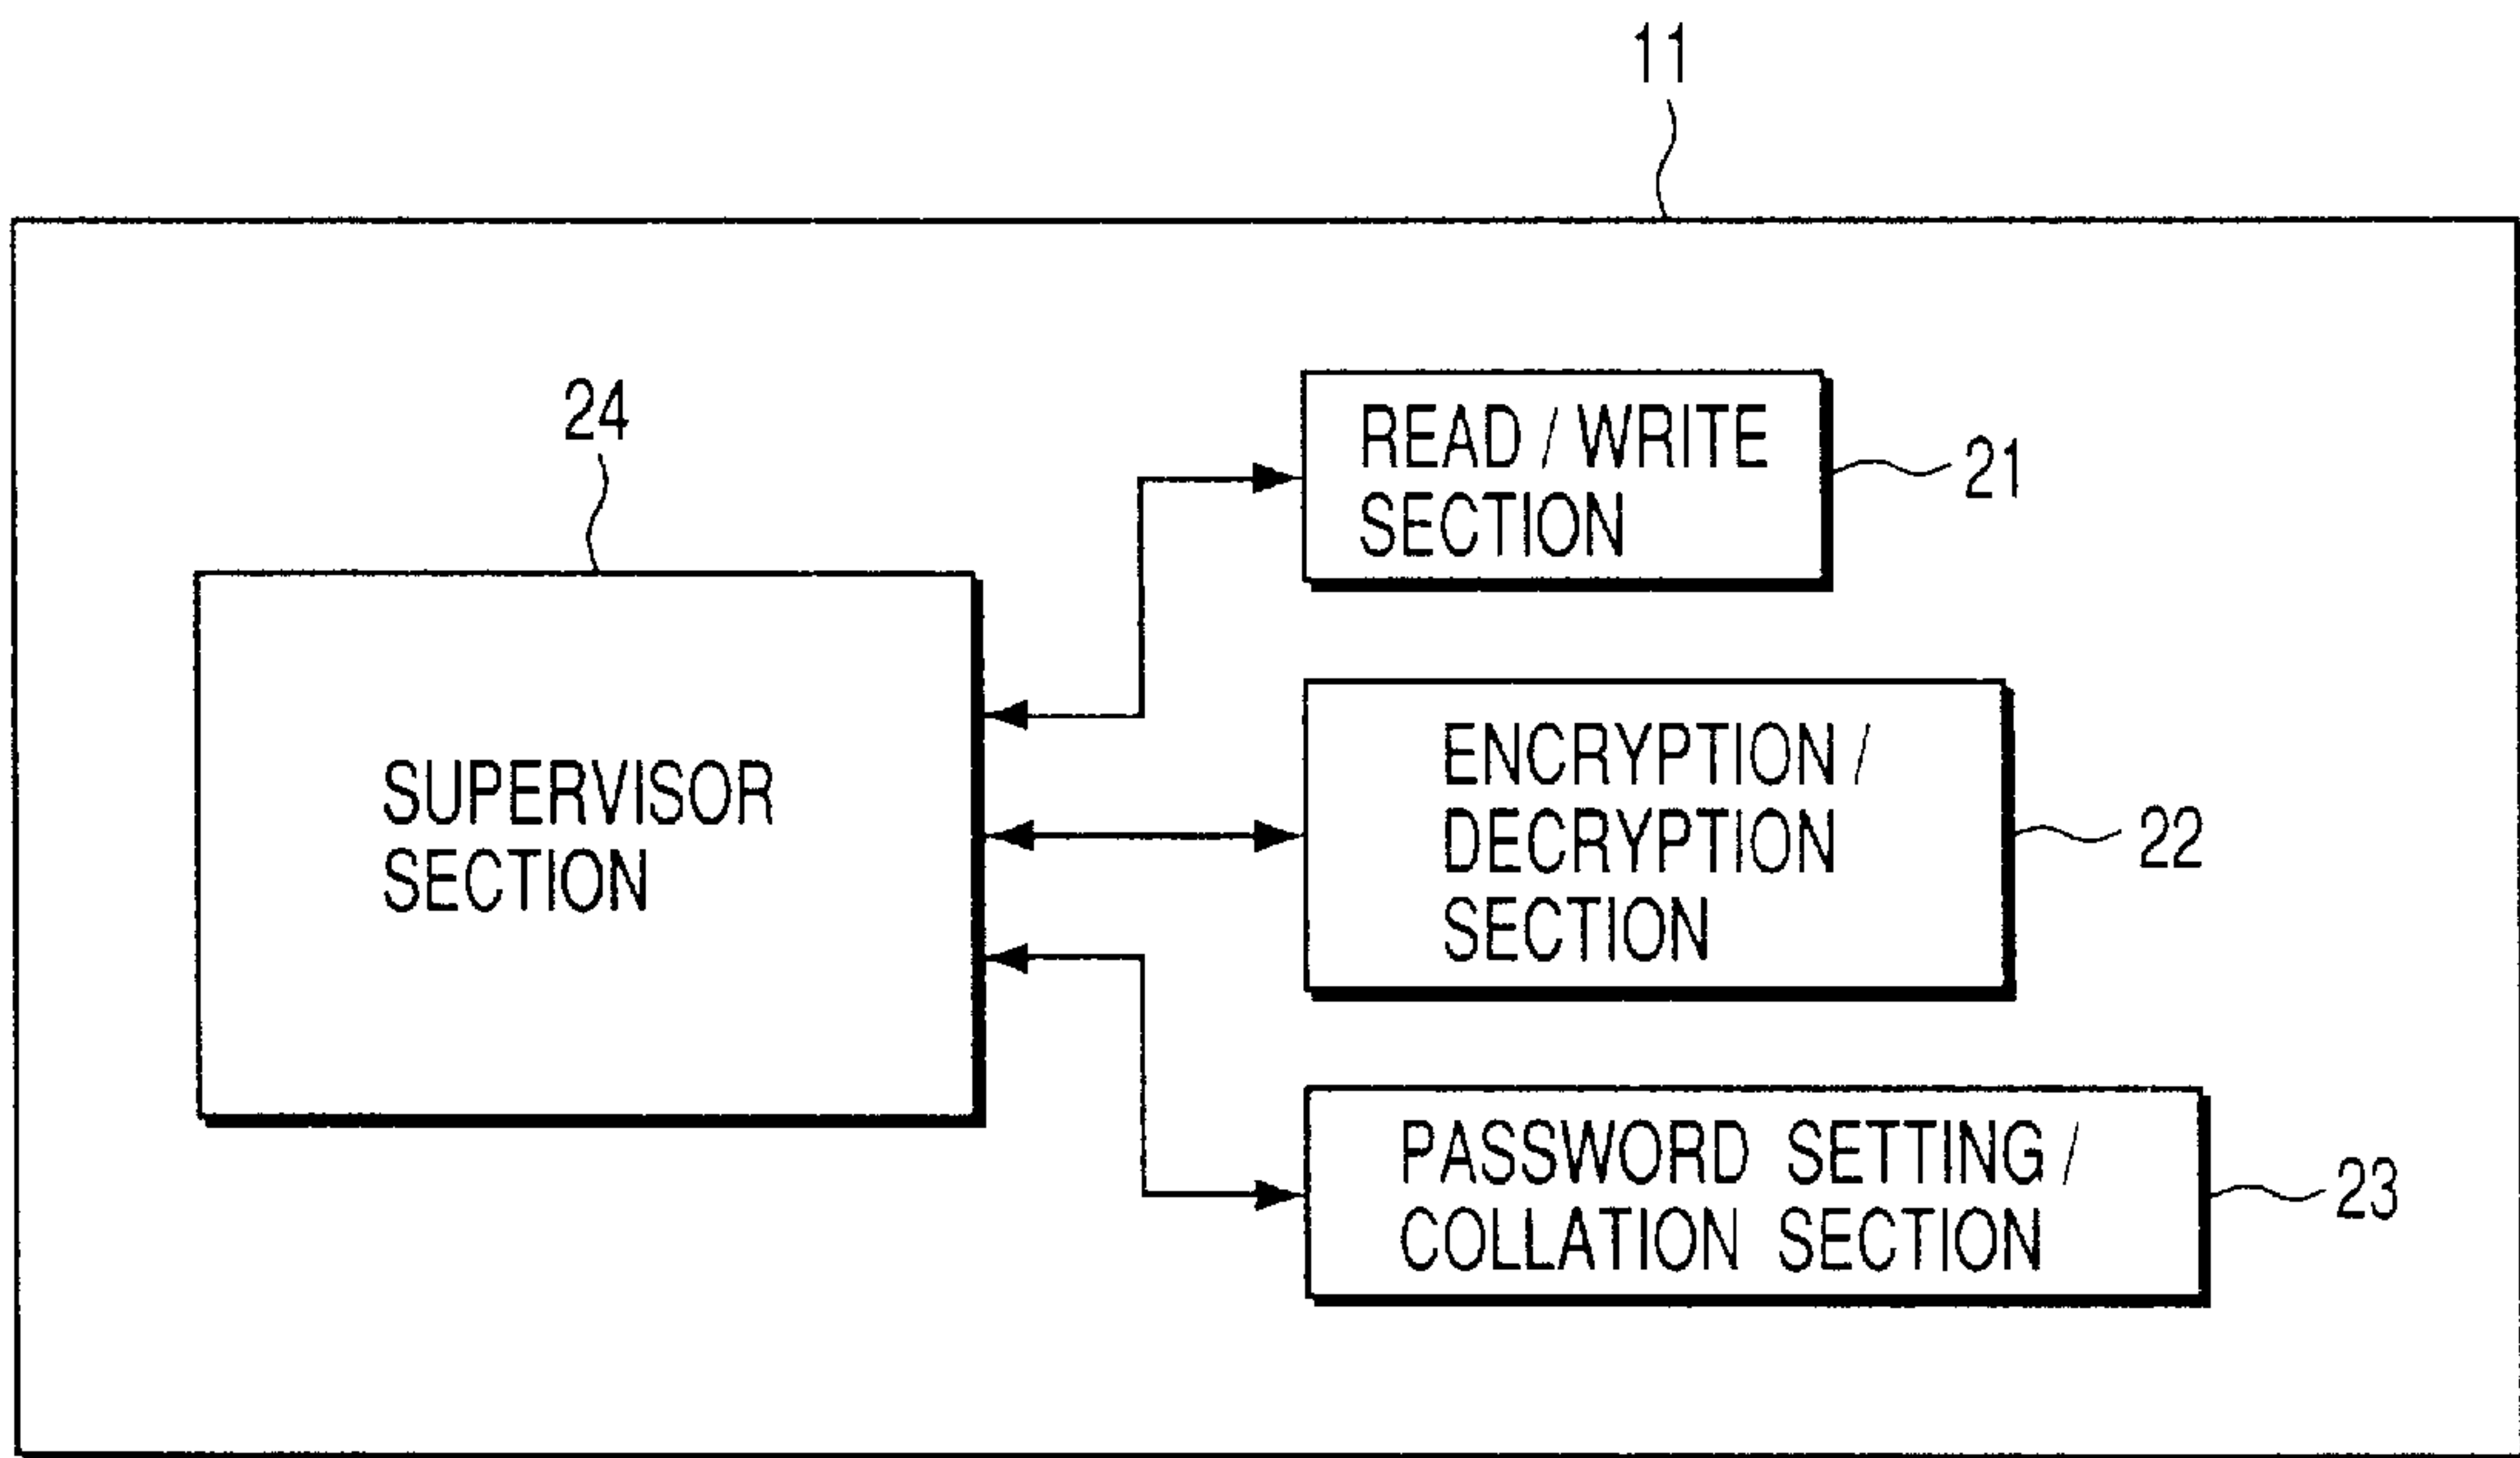 11
24
SUPERVISOR
SECTION
READ / WRITE
SECTION
21
ENCRYPTION /
DECRYPTION
SECTION
22
PASSWORD SETTING /
COLLATION SECTION
23